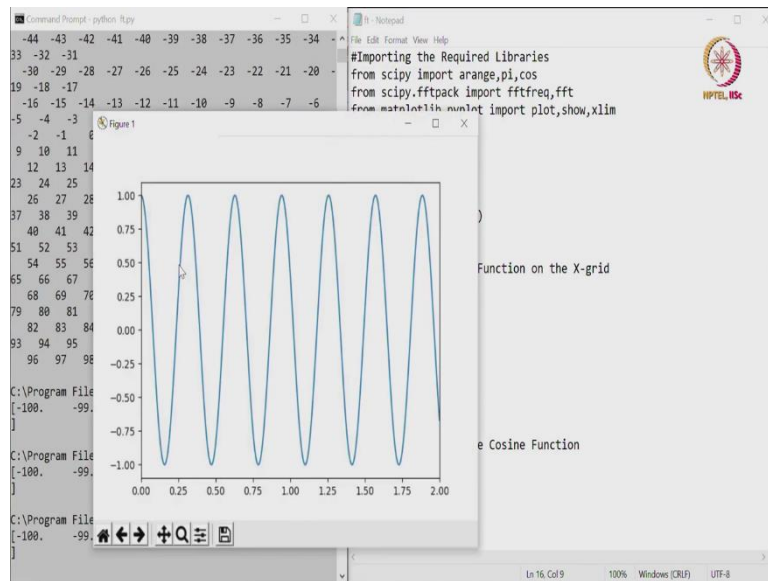 Command Prompt - python ft.py
-44 -43 -42 -41 -40 -39 -38 -37 -36 -35 -34 -
33 -32 -31
-30 -29 -28 -27 -26 -25 -24 -23 -22 -21 -20 -
19 -18 -17
-16 -15 -14 -13 -12 -11 -10 -9 -8 -7 -6
-5 -4 -3
-2 -1
9 10 11
12 13 14
23 24 25
26 27 28
37 38 39
40 41 42
51 52 53
54 55 56
65 66 67
68 69 70
79 80 81
82 83 84
93 94 95
96 97 98
C:\Program File
[-100. -99.
]
C:\Program File
[-100. -99.
]
C:\Program File
[-100. -99.
]
ft - Notepad
File Edit Format View Help
#Importing the Required Libraries
from scipy import arange,pi,cos
from scipy.fftpack import fftfreq,fft
from matplotlib.pyplot import plot,show,xlim
)
Function on the X-grid
e Cosine Function
Ln 16, Col 9 100% Windows (CRLF) UTF-8
NPTEL, IISc
Figure 1
1.00
0.75
0.50
0.25
0.00
−0.25
−0.50
−0.75
−1.00
0.00 0.25 0.50 0.75 1.00 1.25 1.50 1.75 2.00